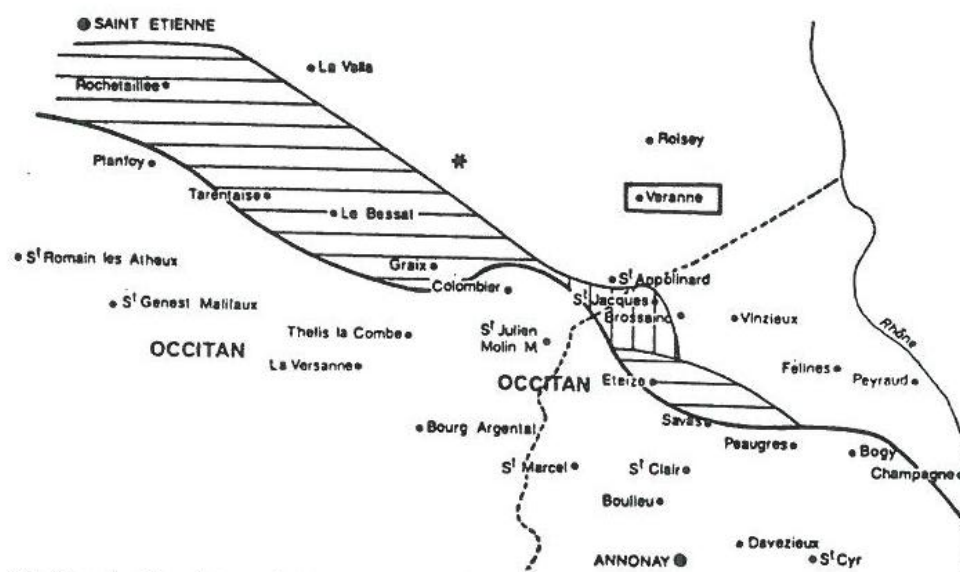 SAINT ETIENNE
La Valla
Rochetaillée
Roisey
Planfoy
*
Tarentaise
Veranne
Le Bessat
Sᵗ Romain les Atheux
Graix
Sᵗ Appolinard
Colombier
Sᵗ Jacques
Sᵗ Genest Malifaux
Brossainc
Vinzieux
Rhône
Thelis la Combe
Sᵗ Julien
Molin M.
OCCITAN
La Versanne
Félines
OCCITAN
Eteize
Peyraud
Bourg Argental
Savas
Peaugres
Bogy
Sᵗ Marcel
Sᵗ Clair
Champagne
Boulieu
Davezieux
ANNONAY
Sᵗ Cyr